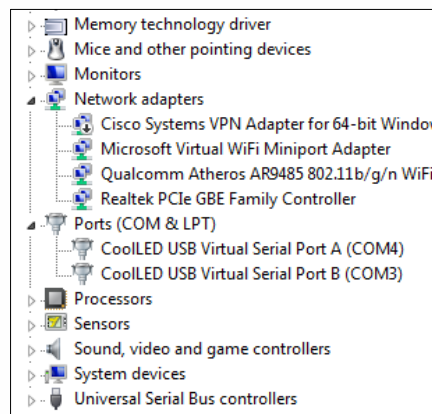 Memory technology driver
Mice and other pointing devices
Monitors
Network adapters
Cisco Systems VPN Adapter for 64-bit Window
Microsoft Virtual WiFi Miniport Adapter
Qualcomm Atheros AR9485 802.11b/g/n WiFi
Realtek PCIe GBE Family Controller
Ports (COM & LPT)
CoolLED USB Virtual Serial Port A (COM4)
CoolLED USB Virtual Serial Port B (COM3)
Processors
Sensors
Sound, video and game controllers
System devices
Universal Serial Bus controllers